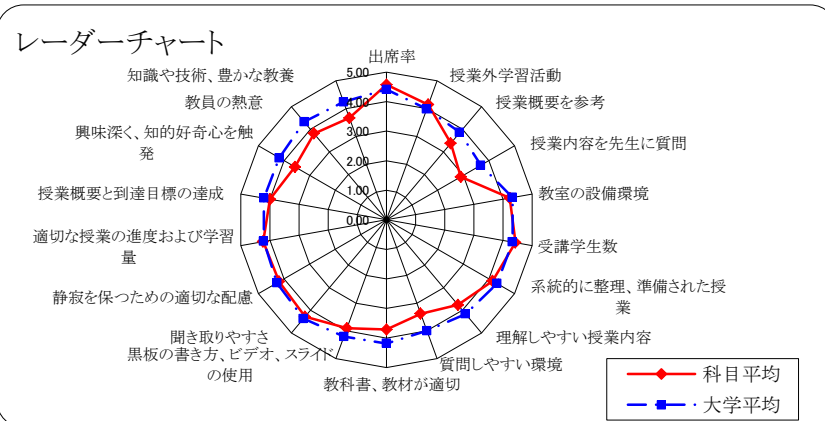 レーダーチャート
出席率
授業外学習活動
授業概要を参考
授業内容を先生に質問
教室の設備環境
受講学生数
系統的に整理、準備された授
業
理解しやすい授業内容
質問しやすい環境
教科書、教材が適切
黒板の書き方、ビデオ、スライド
の使用
聞き取りやすさ
静寂を保つための適切な配慮
適切な授業の進度および学習
量
授業概要と到達目標の達成
興味深く、知的好奇心を触
発
教員の熱意
知識や技術、豊かな教養
5.00
4.00
3.00
2.00
1.00
0.00
科目平均
大学平均